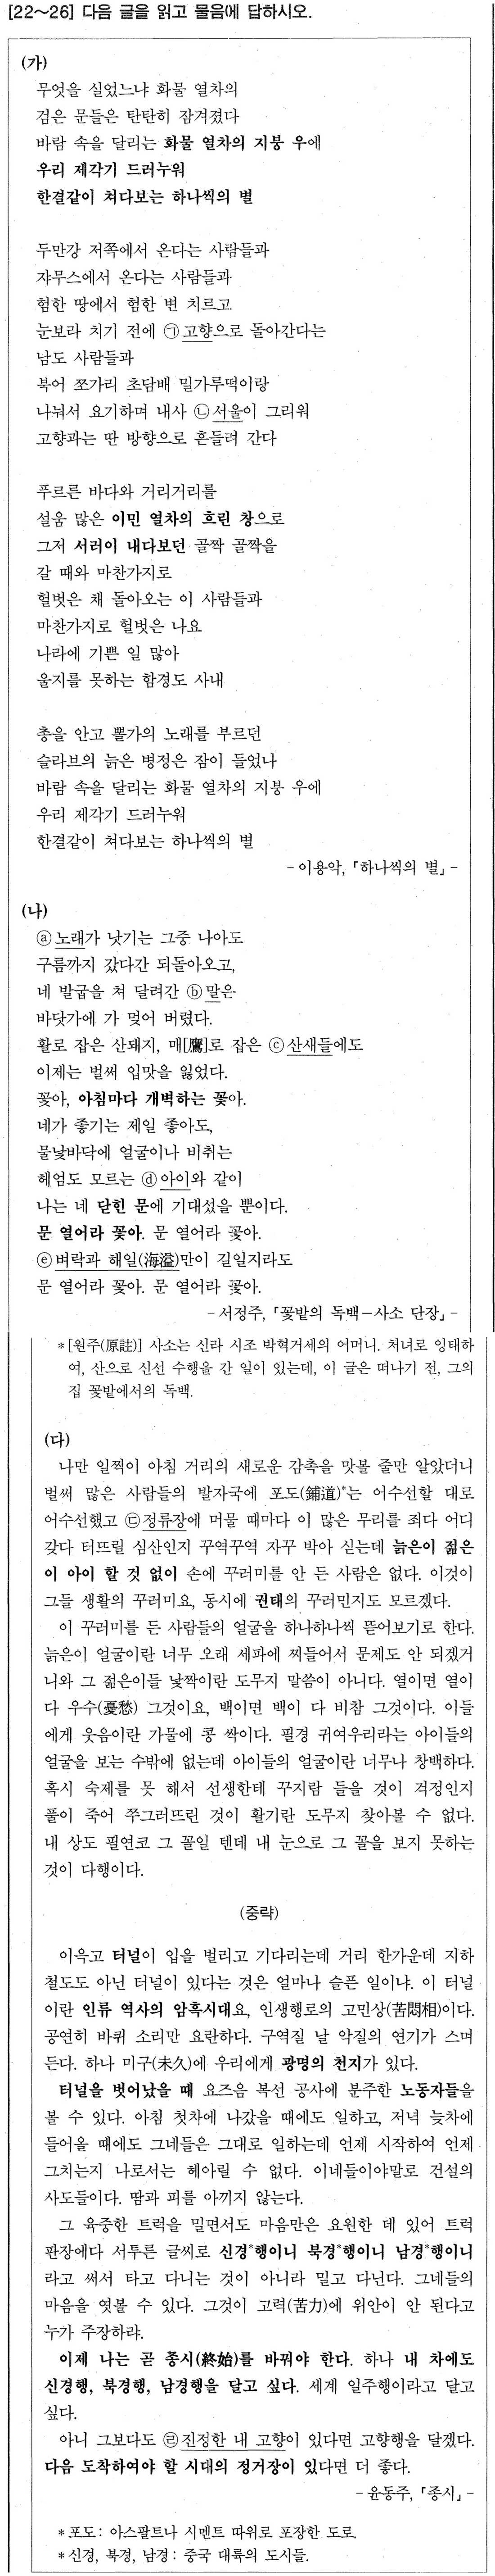 [22～26] 다음 글을 읽고 물음에 답하시오.
(가)
무엇을 실었느냐 화물 열차의
검은 문들은 탄탄히 잠겨졌다
바람 속을 달리는 화물 열차의 지붕 우에
우리 제각기 드러누워
한결같이 쳐다보는 하나씩의 별
두만강 저쪽에서 온다는 사람들과
쟈무스에서 온다는 사람들과
험한 땅에서 험한 변 치르고
눈보라 치기 전에 ㉠고향으로 돌아간다는
남도 사람들과
북어 쪼가리 초담배 밀가루떡이랑
나눠서 요기하며 내사 ㉡서울이 그리워
고향과는 딴 방향으로 흔들려 간다
푸르른 바다와 거리거리를
설움 많은 이민 열차의 흐린 창으로
그저 서러이 내다보던 골짝 골짝을
갈 때와 마찬가지로
헐벗은 채 돌아오는 이 사람들과
마찬가지로 헐벗은 나요
나라에 기쁜 일 많아
울지를 못하는 함경도 사내
총을 안고 뽈가의 노래를 부르던
슬라브의 늙은 병정은 잠이 들었나
바람 속을 달리는 화물 열차의 지붕 우에
우리 제각기 드러누워
한결같이 쳐다보는 하나씩의 별
- 이용악, 「하나씩의 별」 -
(나)
ⓐ노래가 낫기는 그중 나아도
구름까지 갔다간 되돌아오고,
네 발굽을 쳐 달려간 ⓑ말은
바닷가에 가 멎어 버렸다.
활로 잡은 산돼지, 매[鷹]로 잡은 ⓒ산새들에도
이제는 벌써 입맛을 잃었다.
꽃아, 아침마다 개벽하는 꽃아.
네가 좋기는 제일 좋아도,
물낯바닥에 얼굴이나 비취는
헤엄도 모르는 ⓓ아이와 같이
나는 네 닫힌 문에 기대섰을 뿐이다.
문 열어라 꽃아. 문 열어라 꽃아.
ⓔ벼락과 해일(海溢)만이 길일지라도
문 열어라 꽃아. 문 열어라 꽃아.
- 서정주, 「꽃밭의 독백-사소 단장」 -
*[원주(原註)] 사소는 신라 시조 박혁거세의 어머니. 처녀로 잉태하
여, 산으로 신선 수행을 간 일이 있는데, 이 글은 떠나기 전, 그의
집 꽃밭에서의 독백.
(다)
나만 일찍이 아침 거리의 새로운 감촉을 맛볼 줄만 알았더니
벌써 많은 사람들의 발자국에 포도(鋪道)*는 어수선할 대로
어수선했고 ㉢정류장에 머물 때마다 이 많은 무리를 죄다 어디
갖다 터뜨릴 심산인지 꾸역꾸역 자꾸 박아 싣는데 늙은이 젊은
이 아이 할 것 없이 손에 꾸러미를 안 든 사람은 없다. 이것이
그들 생활의 꾸러미요, 동시에 권태의 꾸러민지도 모르겠다.
이 꾸러미를 든 사람들의 얼굴을 하나하나씩 뜯어보기로 한다.
늙은이 얼굴이란 너무 오래 세파에 찌들어서 문제도 안 되겠거
니와 그 젊은이들 낯짝이란 도무지 말씀이 아니다. 열이면 열이
다 우수(憂愁) 그것이요, 백이면 백이 다 비참 그것이다. 이들
에게 웃음이란 가물에 콩 싹이다. 필경 귀여우리라는 아이들의
얼굴을 보는 수밖에 없는데 아이들의 얼굴이란 너무나 창백하다.
혹시 숙제를 못 해서 선생한테 꾸지람 들을 것이 걱정인지
풀이 죽어 쭈그러뜨린 것이 활기란 도무지 찾아볼 수 없다.
내 상도 필연코 그 꼴일 텐데 내 눈으로 그 꼴을 보지 못하는
것이 다행이다.
(중략)
이윽고 터널이 입을 벌리고 기다리는데 거리 한가운데 지하
철도도 아닌 터널이 있다는 것은 얼마나 슬픈 일이냐. 이 터널
이란 인류 역사의 암흑시대요, 인생행로의 고민상(苦悶相)이다.
공연히 바퀴 소리만 요란하다. 구역질 날 악질의 연기가 스며
든다. 하나 미구(未久)에 우리에게 광명의 천지가 있다.
터널을 벗어났을 때 요즈음 복선 공사에 분주한 노동자들을
볼 수 있다. 아침 첫차에 나갔을 때에도 일하고, 저녁 늦차에
들어올 때에도 그네들은 그대로 일하는데 언제 시작하여 언제
그치는지 나로서는 헤아릴 수 없다. 이네들이야말로 건설의
사도들이다. 땀과 피를 아끼지 않는다.
그 육중한 트럭을 밀면서도 마음만은 요원한 데 있어 트럭
판장에다 서투른 글씨로 신경*행이니 북경*행이니 남경*행이니
라고 써서 타고 다니는 것이 아니라 밀고 다닌다. 그네들의
마음을 엿볼 수 있다. 그것이 고력(苦力)에 위안이 안 된다고
누가 주장하랴.
이제 나는 곧 종시(終始)를 바꿔야 한다. 하나 내 차에도
신경행, 북경행, 남경행을 달고 싶다. 세계 일주행이라고 달고
싶다.
아니 그보다도 ㉣진정한 내 고향이 있다면 고향행을 달겠다.
다음 도착하여야 할 시대의 정거장이 있다면 더 좋다.
- 윤동주, 「종시」 -
*포도: 아스팔트나 시멘트 따위로 포장한 도로.
*신경, 북경, 남경: 중국 대륙의 도시들.